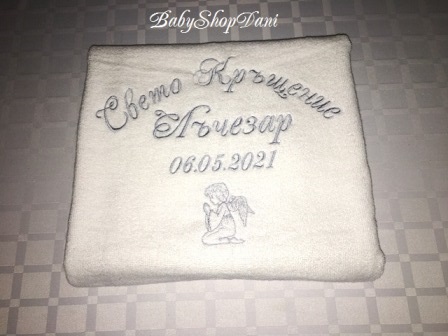 BabyShopDani
Свето Кръщение
Лъчезар
06.05.2021